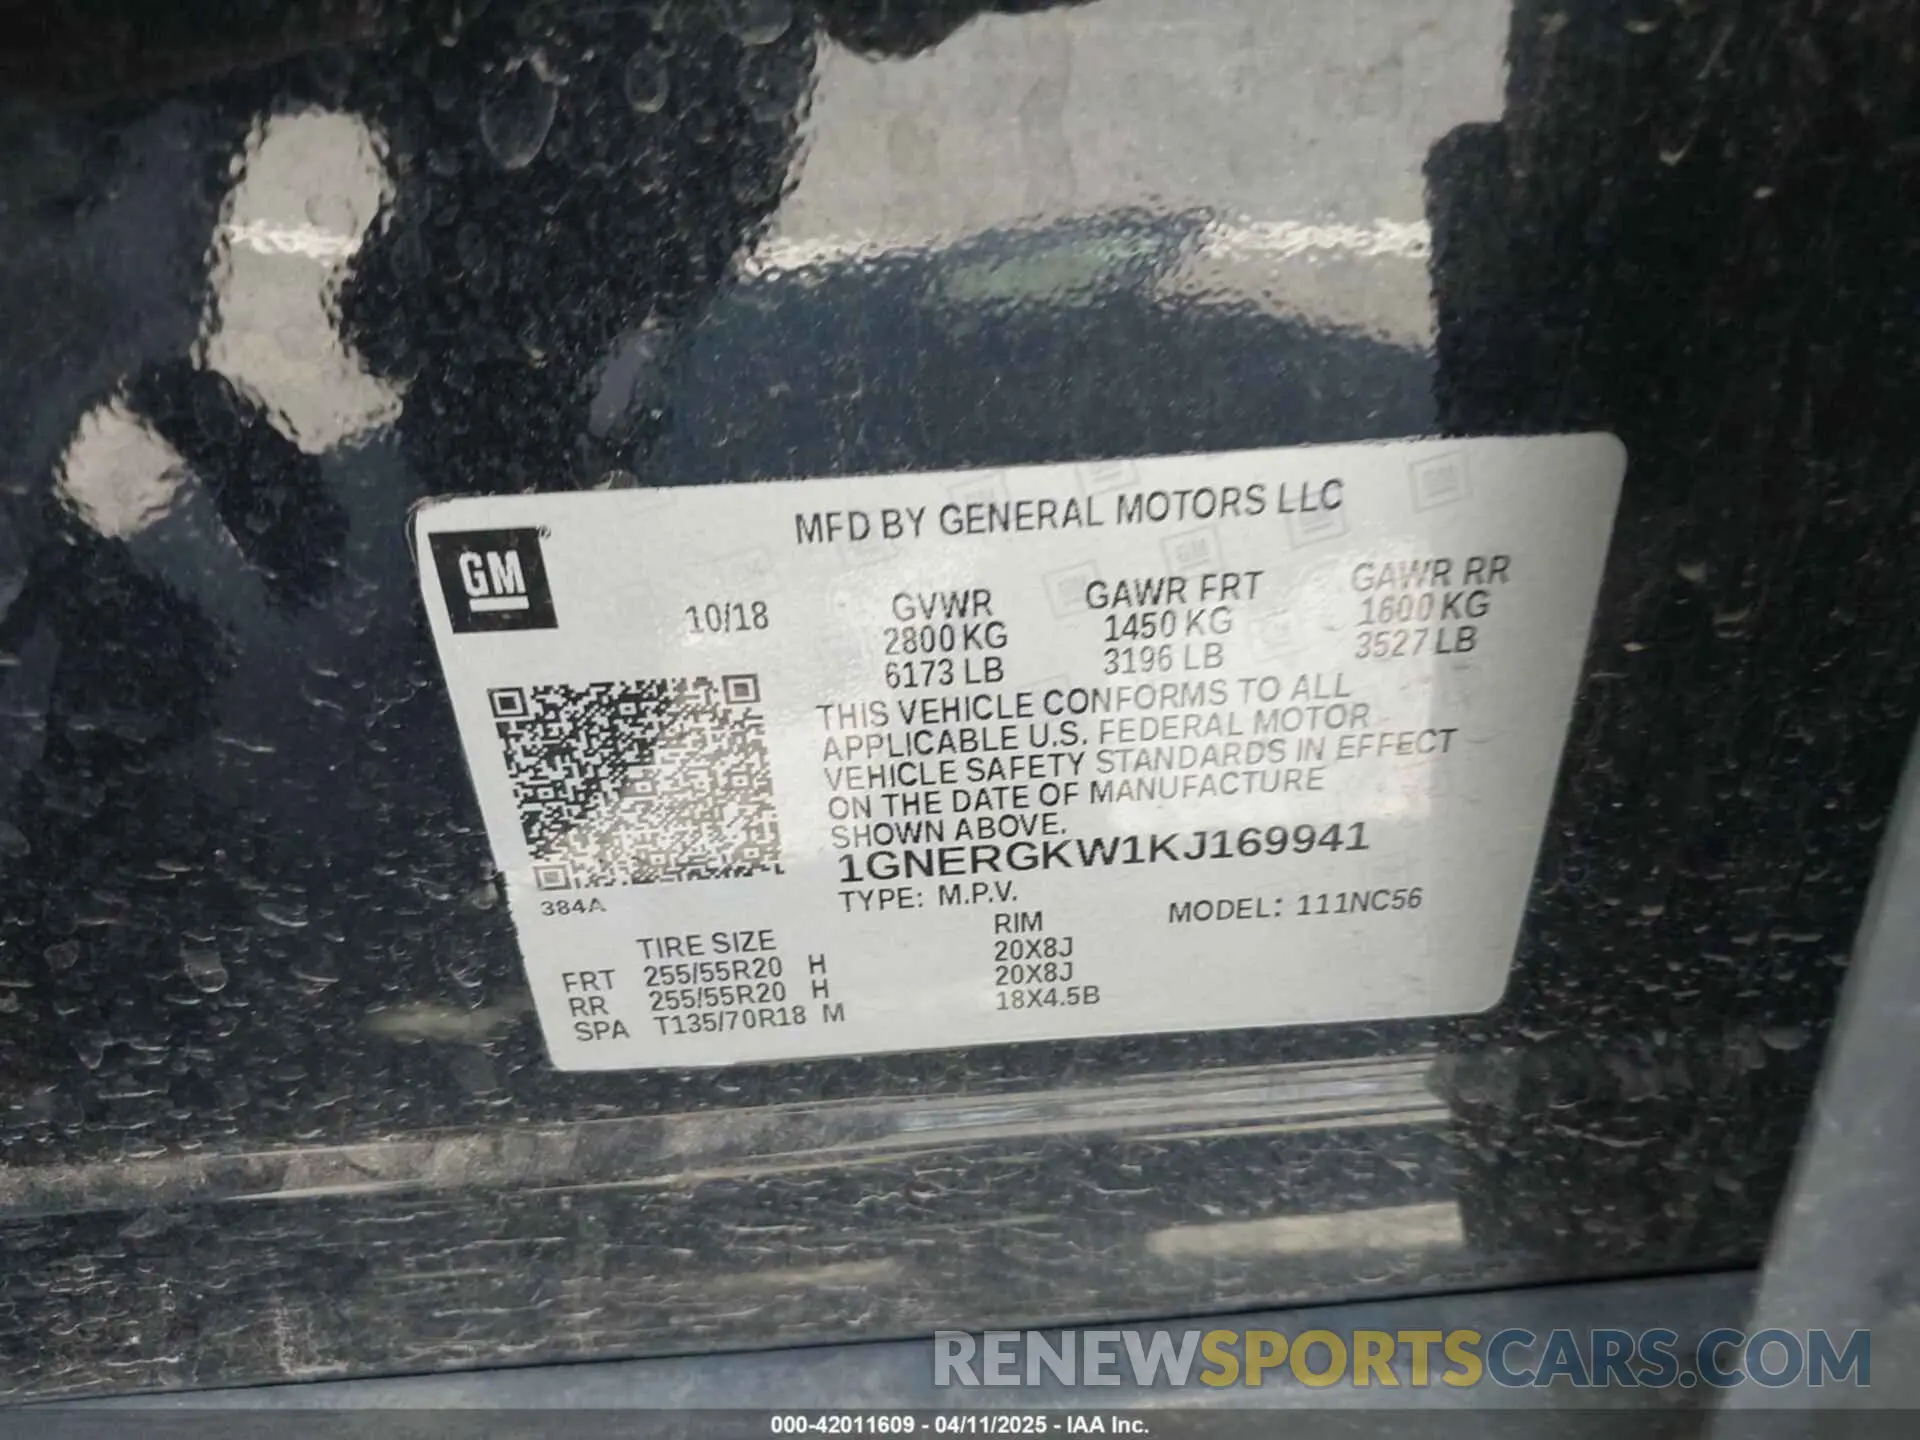 GM ®
MFD BY GENERAL MOTORS LLC
10/18 GVWR GAWR FRT GAWR RR
2800 KG 1450 KG 1600 KG
6173 LB 3196 LB 3527 LB
THIS VEHICLE CONFORMS TO ALL
APPLICABLE U.S. FEDERAL MOTOR
VEHICLE SAFETY STANDARDS IN EFFECT
ON THE DATE OF MANUFACTURE
SHOWN ABOVE.
1GNERGKW1KJ169941
384A TYPE: M.P.V. MODEL: 111NC56
TIRE SIZE RIM
FRT 255/55R20 H 20X8J
RR 255/55R20 H 20X8J
SPA T135/70R18 M 18X4.5B
RENEWSPORTSCARS.COM
000-42011609 - 04/11/2025 - IAA Inc.